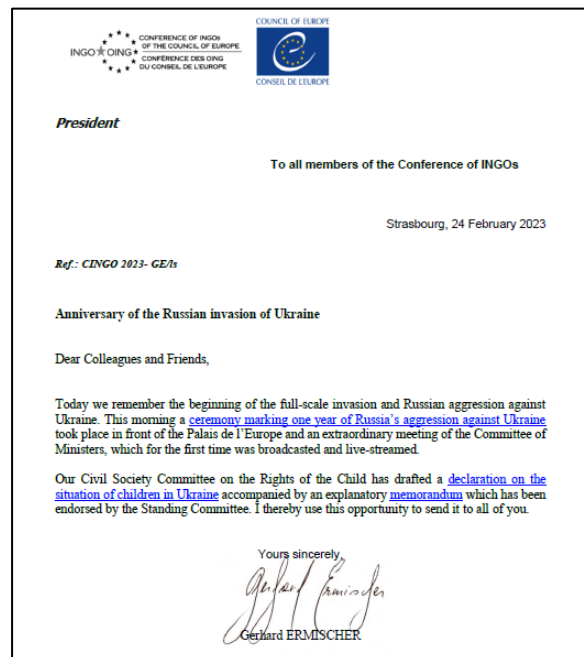 COUNCIL OF EUROPE
CONFERENCE OF INGOs
OF THE COUNCIL OF EUROPE
INGO OING
CONFÉRENCE DES OING
DU CONSEIL DE L'EUROPE
CONSEIL DE L'EUROPE
President
To all members of the Conference of INGOs
Strasbourg, 24 February 2023
Ref.: CINGO 2023- GE/ls
Anniversary of the Russian invasion of Ukraine
Dear Colleagues and Friends,
Today we remember the beginning of the full-scale invasion and Russian aggression against
Ukraine. This morning a ceremony marking one year of Russia's aggression against Ukraine
took place in front of the Palais de l'Europe and an extraordinary meeting of the Committee of
Ministers, which for the first time was broadcasted and live-streamed.
Our Civil Society Committee on the Rights of the Child has drafted a declaration on the
situation of children in Ukraine accompanied by an explanatory memorandum which has been
endorsed by the Standing Committee. I thereby use this opportunity to send it to all of you.
Yours sincerely,
Gerhard Ermischer
Gerhard ERMISCHER